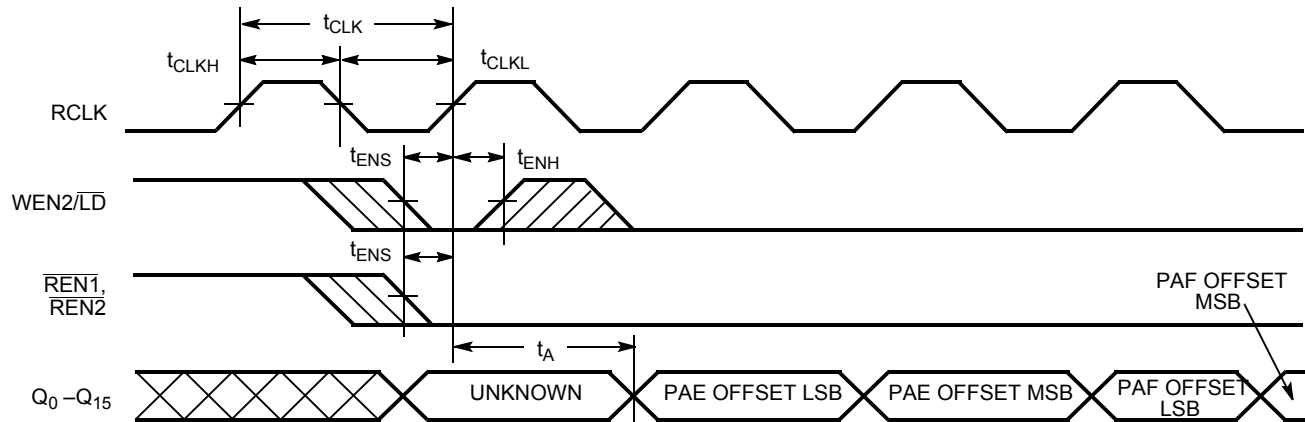 tCLK
tCLKH
tCLKL
RCLK
tENS
tENH
WEN2/LD
tENS
REN1,
REN2
PAF OFFSET
MSB
tA
Q0 –Q15
UNKNOWN
PAE OFFSET LSB
PAE OFFSET MSB
PAF OFFSET
LSB